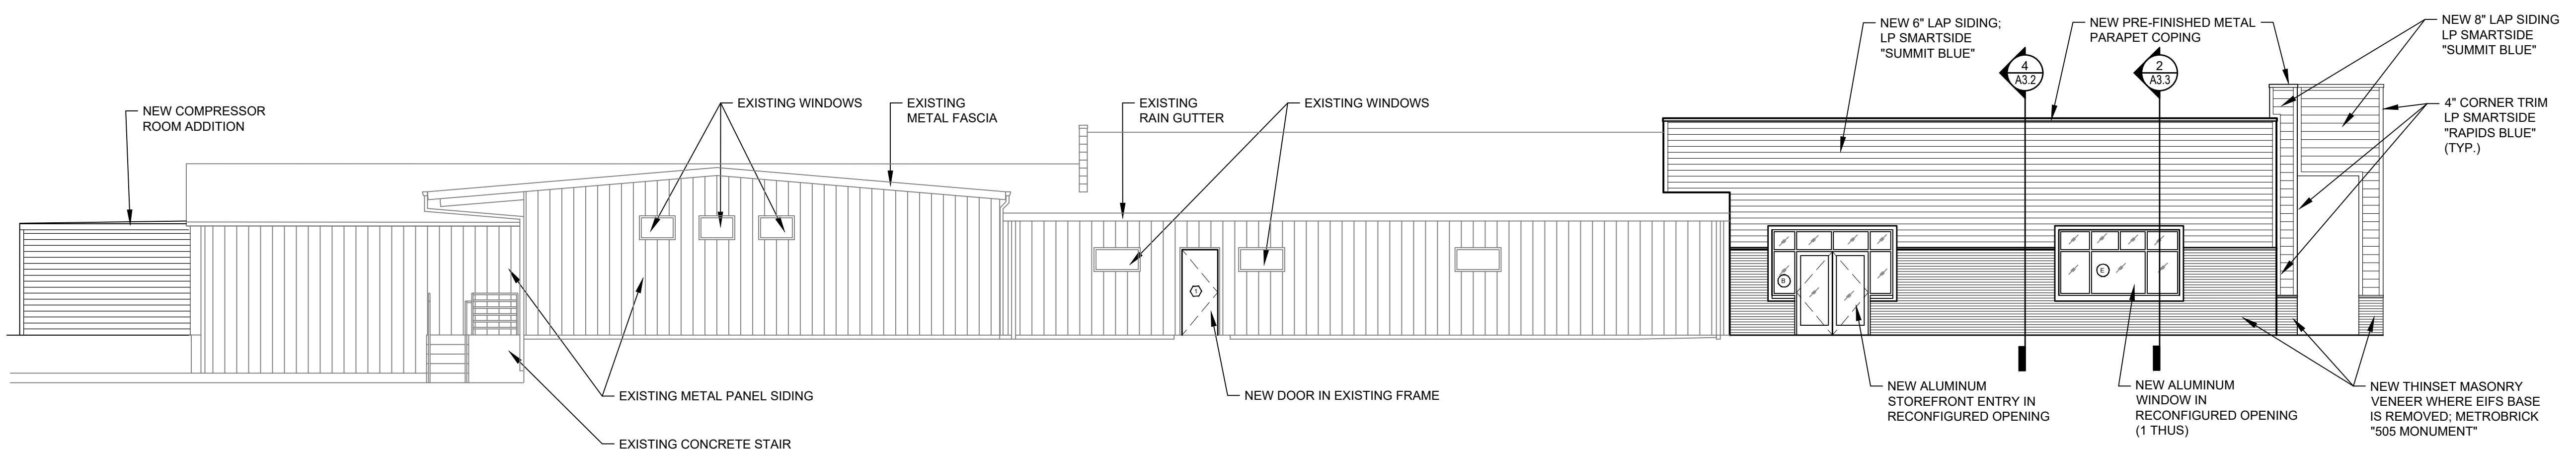 NEW 6" LAP SIDING;
LP SMARTSIDE
"SUMMIT BLUE"
NEW PRE-FINISHED METAL
PARAPET COPING
NEW 8" LAP SIDING
LP SMARTSIDE
"SUMMIT BLUE"
4
A3.2
2
A3.3
NEW COMPRESSOR
ROOM ADDITION
EXISTING WINDOWS
EXISTING
METAL FASCIA
EXISTING
RAIN GUTTER
EXISTING WINDOWS
4" CORNER TRIM
LP SMARTSIDE
"RAPIDS BLUE"
(TYP.)
1
B
E
EXISTING METAL PANEL SIDING
EXISTING CONCRETE STAIR
NEW DOOR IN EXISTING FRAME
NEW ALUMINUM
STOREFRONT ENTRY IN
RECONFIGURED OPENING
NEW ALUMINUM
WINDOW IN
RECONFIGURED OPENING
(1 THUS)
NEW THINSET MASONRY
VENEER WHERE EIFS BASE
IS REMOVED; METROBRICK
"505 MONUMENT"